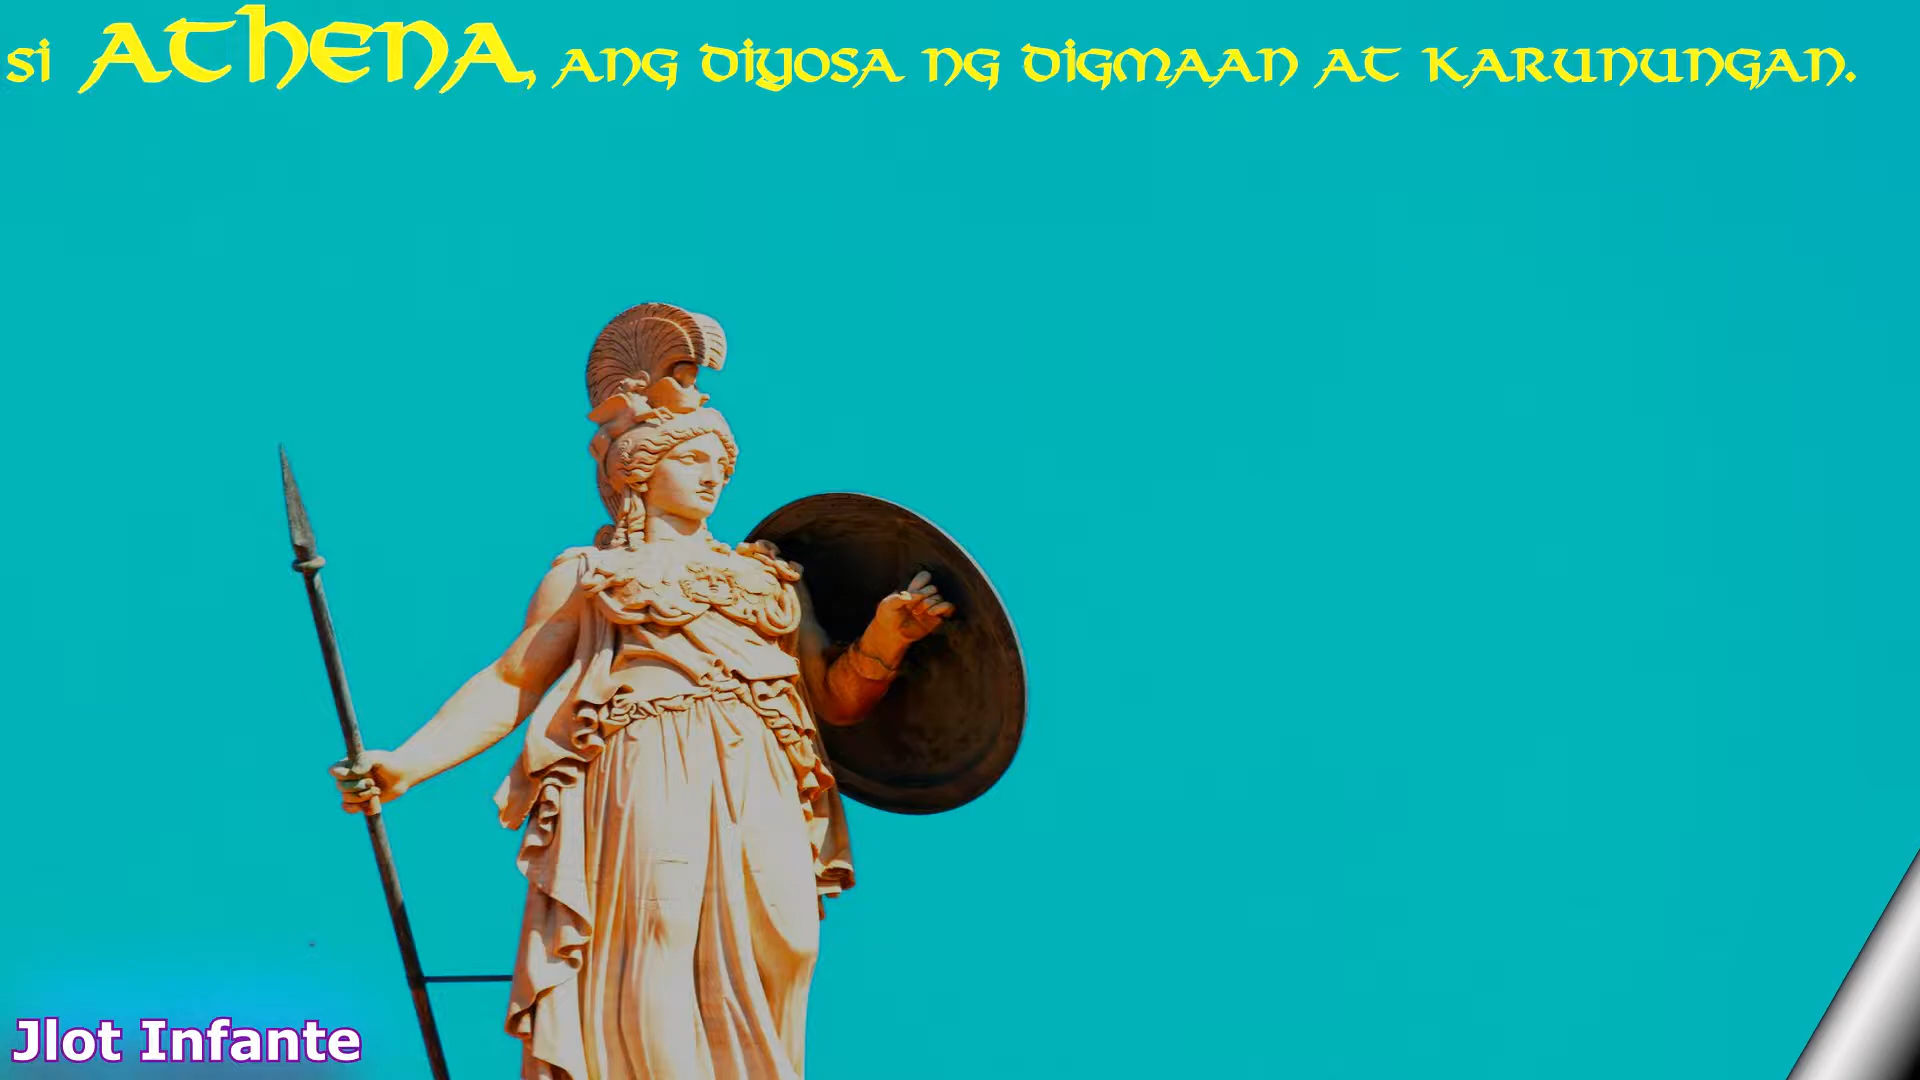 si Athena, ang diyosa ng digmaan at karunungan.
Jlot Infante